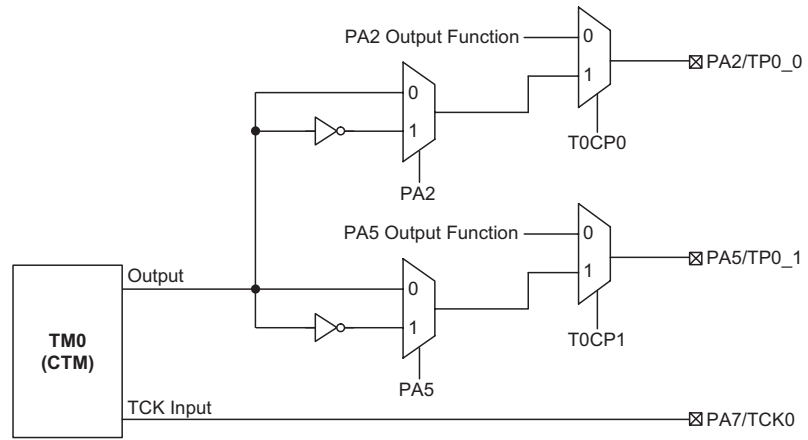 PA2 Output Function
0
1
PA2/TP0_0
T0CP0
0
1
PA2
PA5 Output Function
0
1
PA5/TP0_1
T0CP1
Output
0
1
PA5
TM0
(CTM)
TCK Input
PA7/TCK0